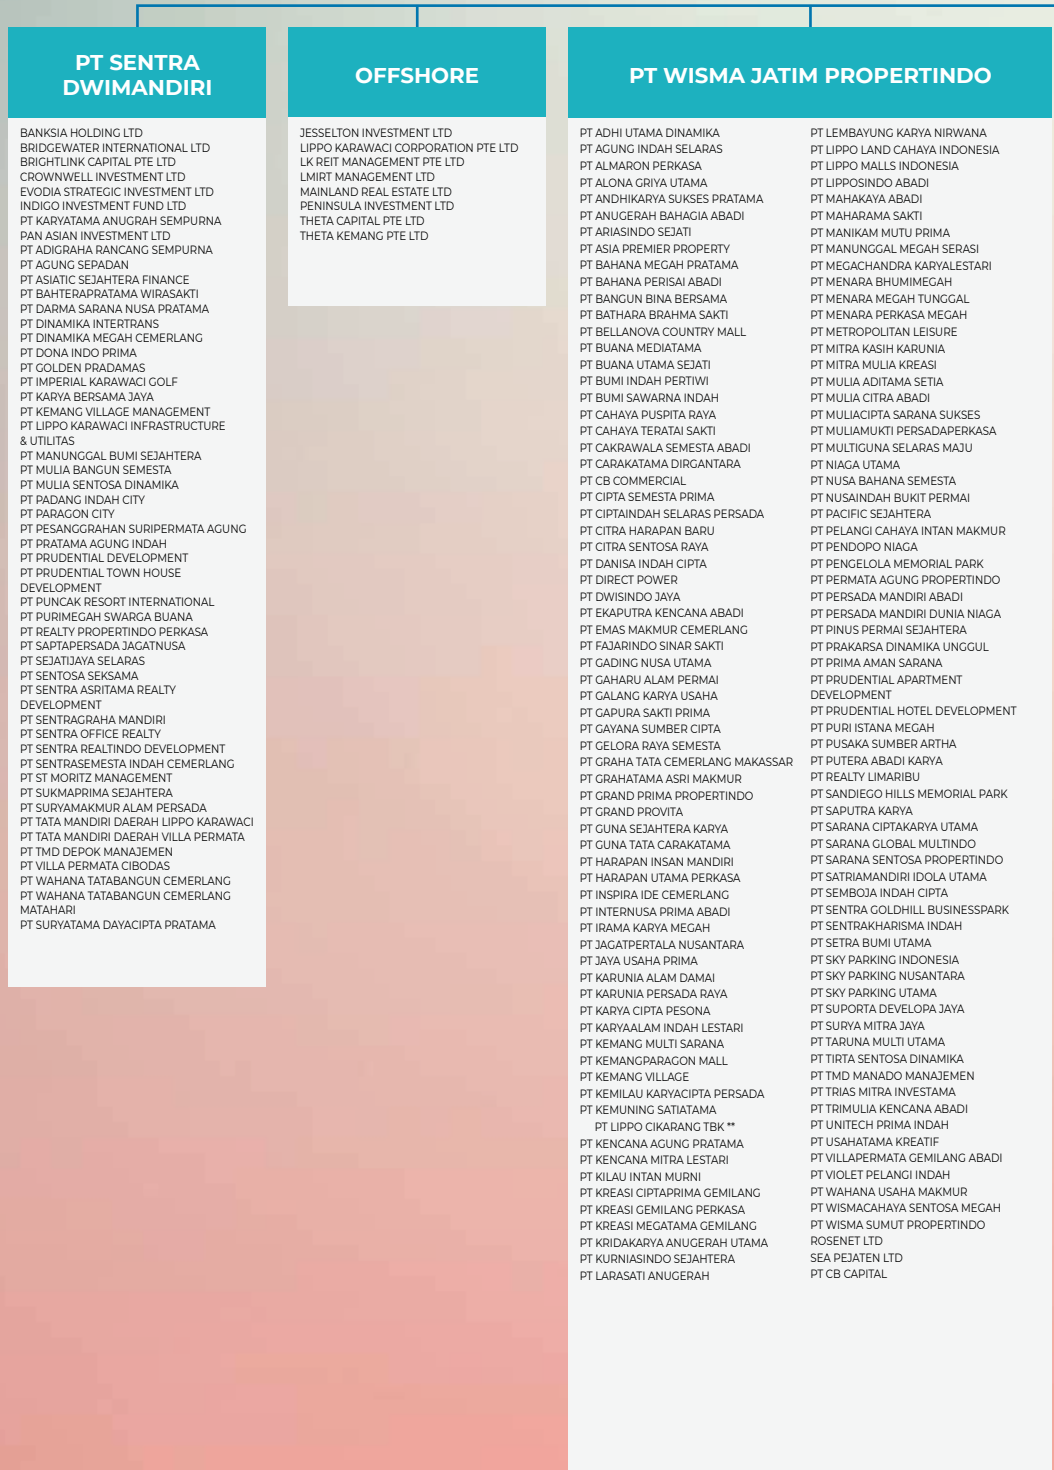 PT SENTRA
DWIMANDIRI
BANKSIA HOLDING LTD
BRIDGEWATER INTERNATIONAL LTD
BRIGHTLINK CAPITAL PTE LTD
CROWNWELL INVESTMENT LTD
EVODIA STRATEGIC INVESTMENT LTD
INDIGO INVESTMENT FUND LTD
PT KARYATAMA ANUGRAH SEMPURNA
PAN ASIAN INVESTMENT LTD
PT ADIGRAHA RANCANG SEMPURNA
PT AGUNG SEPADAN
PT ASIATIC SEJAHTERA FINANCE
PT BAHTERAPRATAMA WIRASAKTI
PT DARMA SARANA NUSA PRATAMA
PT DINAMIKA INTERTRANS
PT DINAMIKA MEGAH CEMERLANG
PT DONA INDO PRIMA
PT GOLDEN PRADAMAS
PT IMPERIAL KARAWACI GOLF
PT KARYA BERSAMA JAYA
PT KEMANG VILLAGE MANAGEMENT
PT LIPPO KARAWACI INFRASTRUCTURE
& UTILITAS
PT MANUNGGAL BUMI SEJAHTERA
PT MULIA BANGUN SEMESTA
PT MULIA SENTOSA DINAMIKA
PT PADANG INDAH CITY
PT PARAGON CITY
PT PESANGGRAHAN SURIPERMATA AGUNG
PT PRATAMA AGUNG INDAH
PT PRUDENTIAL DEVELOPMENT
PT PRUDENTIAL TOWN HOUSE
DEVELOPMENT
PT PUNCAK RESORT INTERNATIONAL
PT PURIMEGAH SWARGA BUANA
PT REALTY PROPERTINDO PERKASA
PT SAPTAPERSADA JAGATNUSA
PT SEJATIJAYA SELARAS
PT SENTOSA SEKSAMA
PT SENTRA ASRITAMA REALTY
DEVELOPMENT
PT SENTRAGRAHA MANDIRI
PT SENTRA OFFICE REALTY
PT SENTRA REALTINDO DEVELOPMENT
PT SENTRASEMESTA INDAH CEMERLANG
PT ST MORITZ MANAGEMENT
PT SUKMAPRIMA SEJAHTERA
PT SURYAMAKMUR ALAM PERSADA
PT TATA MANDIRI DAERAH LIPPO KARAWACI
PT TATA MANDIRI DAERAH VILLA PERMATA
PT TMD DEPOK MANAJEMEN
PT VILLA PERMATA CIBODAS
PT WAHANA TATABANGUN CEMERLANG
PT WAHANA TATABANGUN CEMERLANG
MATAHARI
PT SURYATAMA DAYACIPTA PRATAMA
OFFSHORE
JESSELTON INVESTMENT LTD
LIPPO KARAWACI CORPORATION PTE LTD
LK REIT MANAGEMENT PTE LTD
LMIRT MANAGEMENT LTD
MAINLAND REAL ESTATE LTD
PENINSULA INVESTMENT LTD
THETA CAPITAL PTE LTD
THETA KEMANG PTE LTD
PT WISMA JATIM PROPERTINDO
PT ADHI UTAMA DINAMIKA
PT AGUNG INDAH SELARAS
PT ALMARON PERKASA
PT ALONA GRIYA UTAMA
PT ANDHIKARYA SUKSES PRATAMA
PT ANUGERAH BAHAGIA ABADI
PT ARIASINDO SEJATI
PT ASIA PREMIER PROPERTY
PT BAHANA MEGAH PRATAMA
PT BAHANA PERISAI ABADI
PT BANGUN BINA BERSAMA
PT BATHARA BRAHMA SAKTI
PT BELLANOVA COUNTRY MALL
PT BUANA MEDIATAMA
PT BUANA UTAMA SEJATI
PT BUMI INDAH PERTIWI
PT BUMI SAWARNA INDAH
PT CAHAYA PUSPITA RAYA
PT CAHAYA TERATAI SAKTI
PT CAKRAWALA SEMESTA ABADI
PT CARAKATAMA DIRGANTARA
PT CB COMMERCIAL
PT CIPTA SEMESTA PRIMA
PT CIPTAINDAH SELARAS PERSADA
PT CITRA HARAPAN BARU
PT CITRA SENTOSA RAYA
PT DANISA INDAH CIPTA
PT DIRECT POWER
PT DWISINDO JAYA
PT EKAPUTRA KENCANA ABADI
PT EMAS MAKMUR CEMERLANG
PT FAJARINDO SINAR SAKTI
PT GADING NUSA UTAMA
PT GAHARU ALAM PERMAI
PT GALANG KARYA USAHA
PT GAPURA SAKTI PRIMA
PT GAYANA SUMBER CIPTA
PT GELORA RAYA SEMESTA
PT GRAHA TATA CEMERLANG MAKASSAR
PT GRAHATAMA ASRI MAKMUR
PT GRAND PRIMA PROPERTINDO
PT GRAND PROVITA
PT GUNA SEJAHTERA KARYA
PT GUNA TATA CARAKATAMA
PT HARAPAN INSAN MANDIRI
PT HARAPAN UTAMA PERKASA
PT INSPIRA IDE CEMERLANG
PT INTERNUSA PRIMA ABADI
PT IRAMA KARYA MEGAH
PT JAGATPERTALA NUSANTARA
PT JAYA USAHA PRIMA
PT KARUNIA ALAM DAMAI
PT KARUNIA PERSADA RAYA
PT KARYA CIPTA PESONA
PT KARYAALAM INDAH LESTARI
PT KEMANG MULTI SARANA
PT KEMANGPARAGON MALL
PT KEMANG VILLAGE
PT KEMILAU KARYACIPTA PERSADA
PT KEMUNING SATIATAMA
PT LIPPO CIKARANG TBK **
PT KENCANA AGUNG PRATAMA
PT KENCANA MITRA LESTARI
PT KILAU INTAN MURNI
PT KREASI CIPTAPRIMA GEMILANG
PT KREASI GEMILANG PERKASA
PT KREASI MEGATAMA GEMILANG
PT KRIDAKARYA ANUGERAH UTAMA
PT KURNIASINDO SEJAHTERA
PT LARASATI ANUGERAH
PT LEMBAYUNG KARYA NIRWANA
PT LIPPO LAND CAHAYA INDONESIA
PT LIPPO MALLS INDONESIA
PT LIPPOSINDO ABADI
PT MAHAKAYA ABADI
PT MAHARAMA SAKTI
PT MANIKAM MUTU PRIMA
PT MANUNGGAL MEGAH SERASI
PT MEGACHANDRA KARYALESTARI
PT MENARA BHUMIMEGAH
PT MENARA MEGAH TUNGGAL
PT MENARA PERKASA MEGAH
PT METROPOLITAN LEISURE
PT MITRA KASIH KARUNIA
PT MITRA MULIA KREASI
PT MULIA ADITAMA SETIA
PT MULIA CITRA ABADI
PT MULIACIPTA SARANA SUKSES
PT MULIAMUKTI PERSADAPERKASA
PT MULTIGUNA SELARAS MAJU
PT NIAGA UTAMA
PT NUSA BAHANA SEMESTA
PT NUSAINDAH BUKIT PERMAI
PT PACIFIC SEJAHTERA
PT PELANGI CAHAYA INTAN MAKMUR
PT PENDOPO NIAGA
PT PENGELOLA MEMORIAL PARK
PT PERMATA AGUNG PROPERTINDO
PT PERSADA MANDIRI ABADI
PT PERSADA MANDIRI DUNIA NIAGA
PT PINUS PERMAI SEJAHTERA
PT PRAKARSA DINAMIKA UNGGUL
PT PRIMA AMAN SARANA
PT PRUDENTIAL APARTMENT
DEVELOPMENT
PT PRUDENTIAL HOTEL DEVELOPMENT
PT PURI ISTANA MEGAH
PT PUSAKA SUMBER ARTHA
PT PUTERA ABADI KARYA
PT REALTY LIMARIBU
PT SANDIEGO HILLS MEMORIAL PARK
PT SAPUTRA KARYA
PT SARANA CIPTAKARYA UTAMA
PT SARANA GLOBAL MULTINDO
PT SARANA SENTOSA PROPERTINDO
PT SATRIAMANDIRI IDOLA UTAMA
PT SEMBOJA INDAH CIPTA
PT SENTRA GOLDHILL BUSINESSPARK
PT SENTRAKHARISMA INDAH
PT SETRA BUMI UTAMA
PT SKY PARKING INDONESIA
PT SKY PARKING NUSANTARA
PT SKY PARKING UTAMA
PT SUPORTA DEVELOPA JAYA
PT SURYA MITRA JAYA
PT TARUNA MULTI UTAMA
PT TIRTA SENTOSA DINAMIKA
PT TMD MANADO MANAJEMEN
PT TRIAS MITRA INVESTAMA
PT TRIMULIA KENCANA ABADI
PT UNITECH PRIMA INDAH
PT USAHATAMA KREATIF
PT VILLAPERMATA GEMILANG ABADI
PT VIOLET PELANGI INDAH
PT WAHANA USAHA MAKMUR
PT WISMACAHAYA SENTOSA MEGAH
PT WISMA SUMUT PROPERTINDO
ROSENET LTD
SEA PEJATEN LTD
PT CB CAPITAL